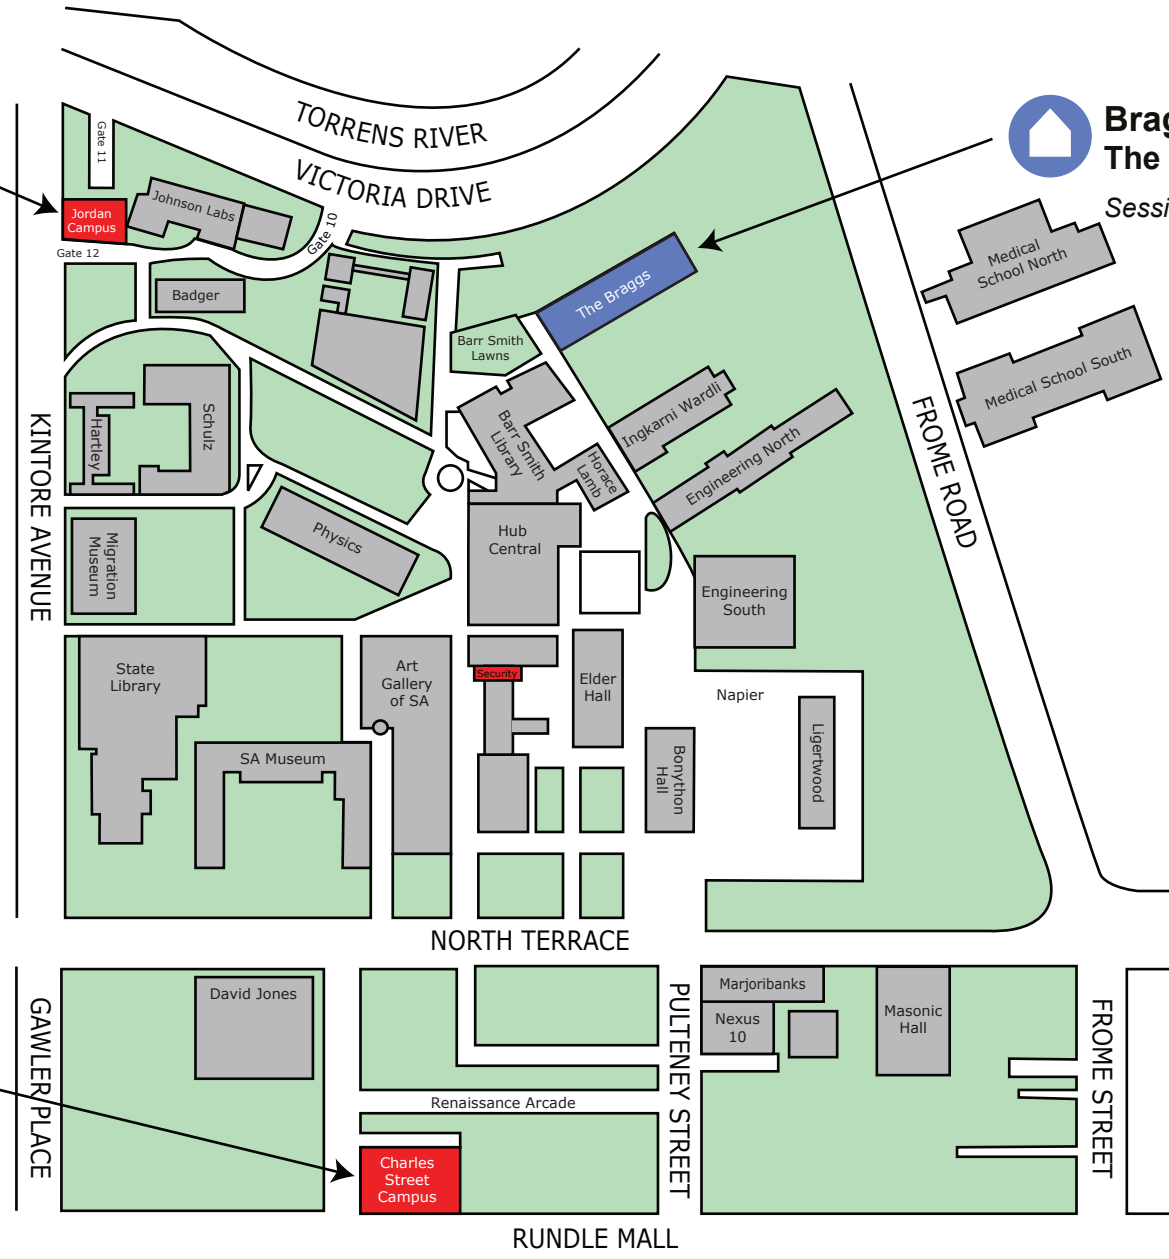 TORRENS RIVER
VICTORIA DRIVE
Gate 11
Jordan
Campus
Johnson Labs
Gate 10
Gate 12
Badger
The Braggs
Brag
The
Sessi
Medical
School North
Medical School South
Barr Smith
Lawns
KINTORE AVENUE
Hartley
Schulz
Barr Smith
Library
Horace
Lamb
Ingkarni Wardli
Engineering North
FROME ROAD
Migration
Museum
Physics
Hub
Central
Engineering
South
State
Library
Art
Gallery
of SA
Security
Elder
Hall
Napier
SA Museum
Bonython
Hall
Ligertwood
NORTH TERRACE
GAWLER PLACE
David Jones
PULTENEY STREET
Marjoribanks
Nexus
10
Masonic
Hall
FROME STREET
Renaissance Arcade
Charles
Street
Campus
RUNDLE MALL